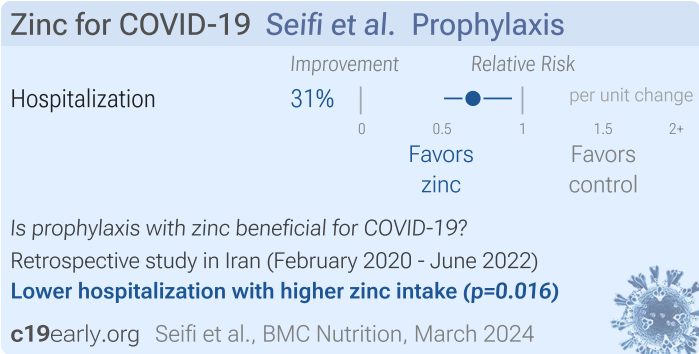 Zinc for COVID-19 Seifi et al. Prophylaxis
Improvement Relative Risk
Hospitalization 31% per unit change
0 0.5 1 1.5 2+
Favors zinc Favors control
Is prophylaxis with zinc beneficial for COVID-19?
Retrospective study in Iran (February 2020 - June 2022)
Lower hospitalization with higher zinc intake (p=0.016)
c19early.org Seifi et al., BMC Nutrition, March 2024